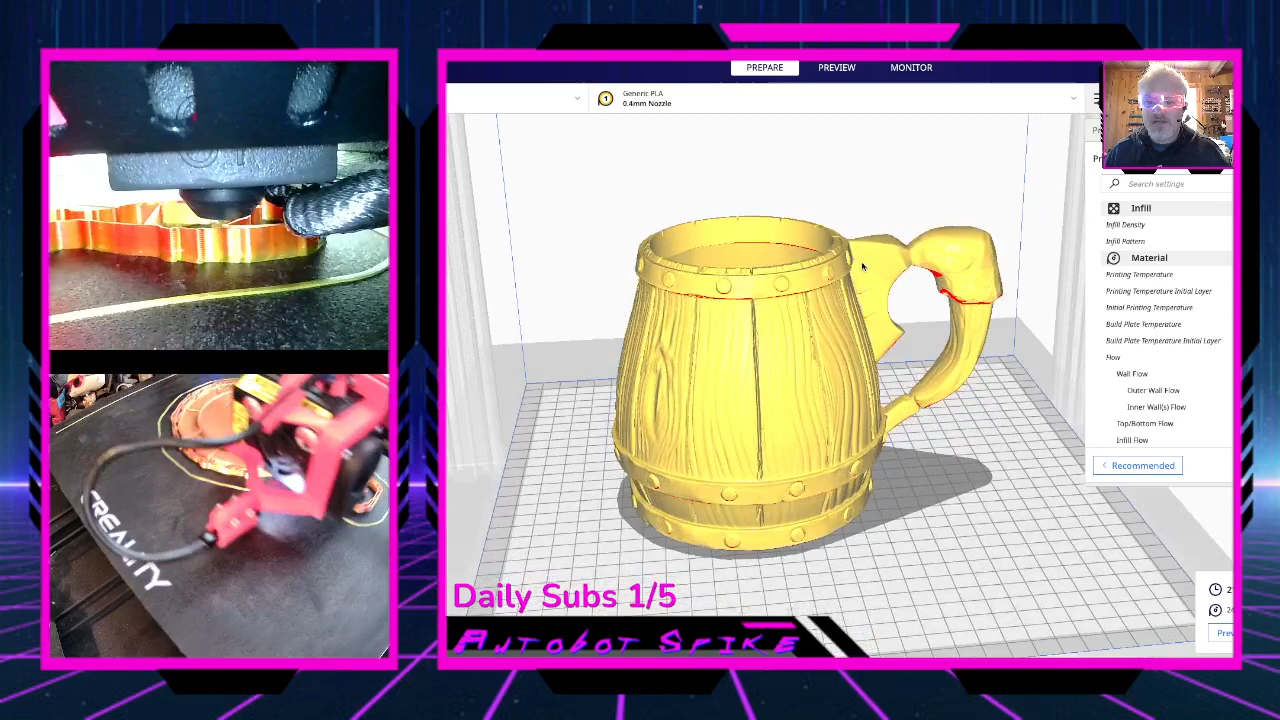 PREPARE
PREVIEW
MONITOR
1
Generic PLA
0.4mm Nozzle
Search settings
Infill
Infill Density
Infill Pattern
Material
Printing Temperature
Printing Temperature Initial Layer
Initial Printing Temperature
Build Plate Temperature
Build Plate Temperature Initial Layer
Flow
Wall Flow
Outer Wall Flow
Inner Wall(s) Flow
Top/Bottom Flow
Infill Flow
Recommended
CREALITY
Daily Subs 1/5
Autobot Spike